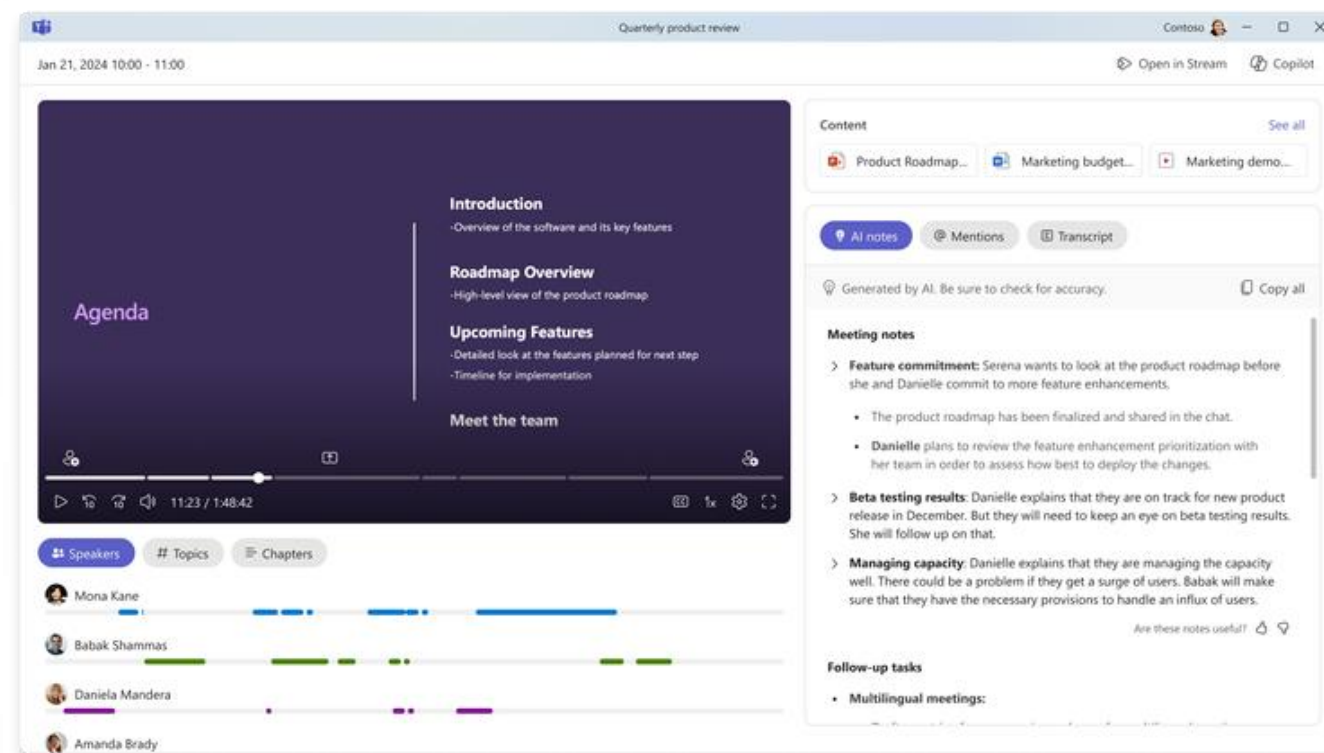 Quarterly product review
Contoso
Jan 21, 2024 10:00 - 11:00
Open in Stream
Copilot
Agenda
Introduction
-Overview of the software and its key features
Roadmap Overview
-High-level view of the product roadmap
Upcoming Features
-Detailed look at the features planned for next step
-Timeline for implementation
Meet the team
10
10
11:23 / 1:48:42
CC
1x
Speakers
# Topics
Chapters
Mona Kane
Babak Shammas
Daniela Mandera
Amanda Brady
Content
See all
Product Roadmap...
Marketing budget...
Marketing demo...
AI notes
Mentions
Transcript
Generated by AI. Be sure to check for accuracy.
Copy all
Meeting notes
Feature commitment: Serena wants to look at the product roadmap before
she and Danielle commit to more feature enhancements.
• The product roadmap has been finalized and shared in the chat.
• Danielle plans to review the feature enhancement prioritization with
her team in order to assess how best to deploy the changes.
Beta testing results: Danielle explains that they are on track for new product
release in December. But they will need to keep an eye on beta testing results.
She will follow up on that.
Managing capacity: Danielle explains that they are managing the capacity
well. There could be a problem if they get a surge of users. Babak will make
sure that they have the necessary provisions to handle an influx of users.
Are these notes useful?
Follow-up tasks
• Multilingual meetings: